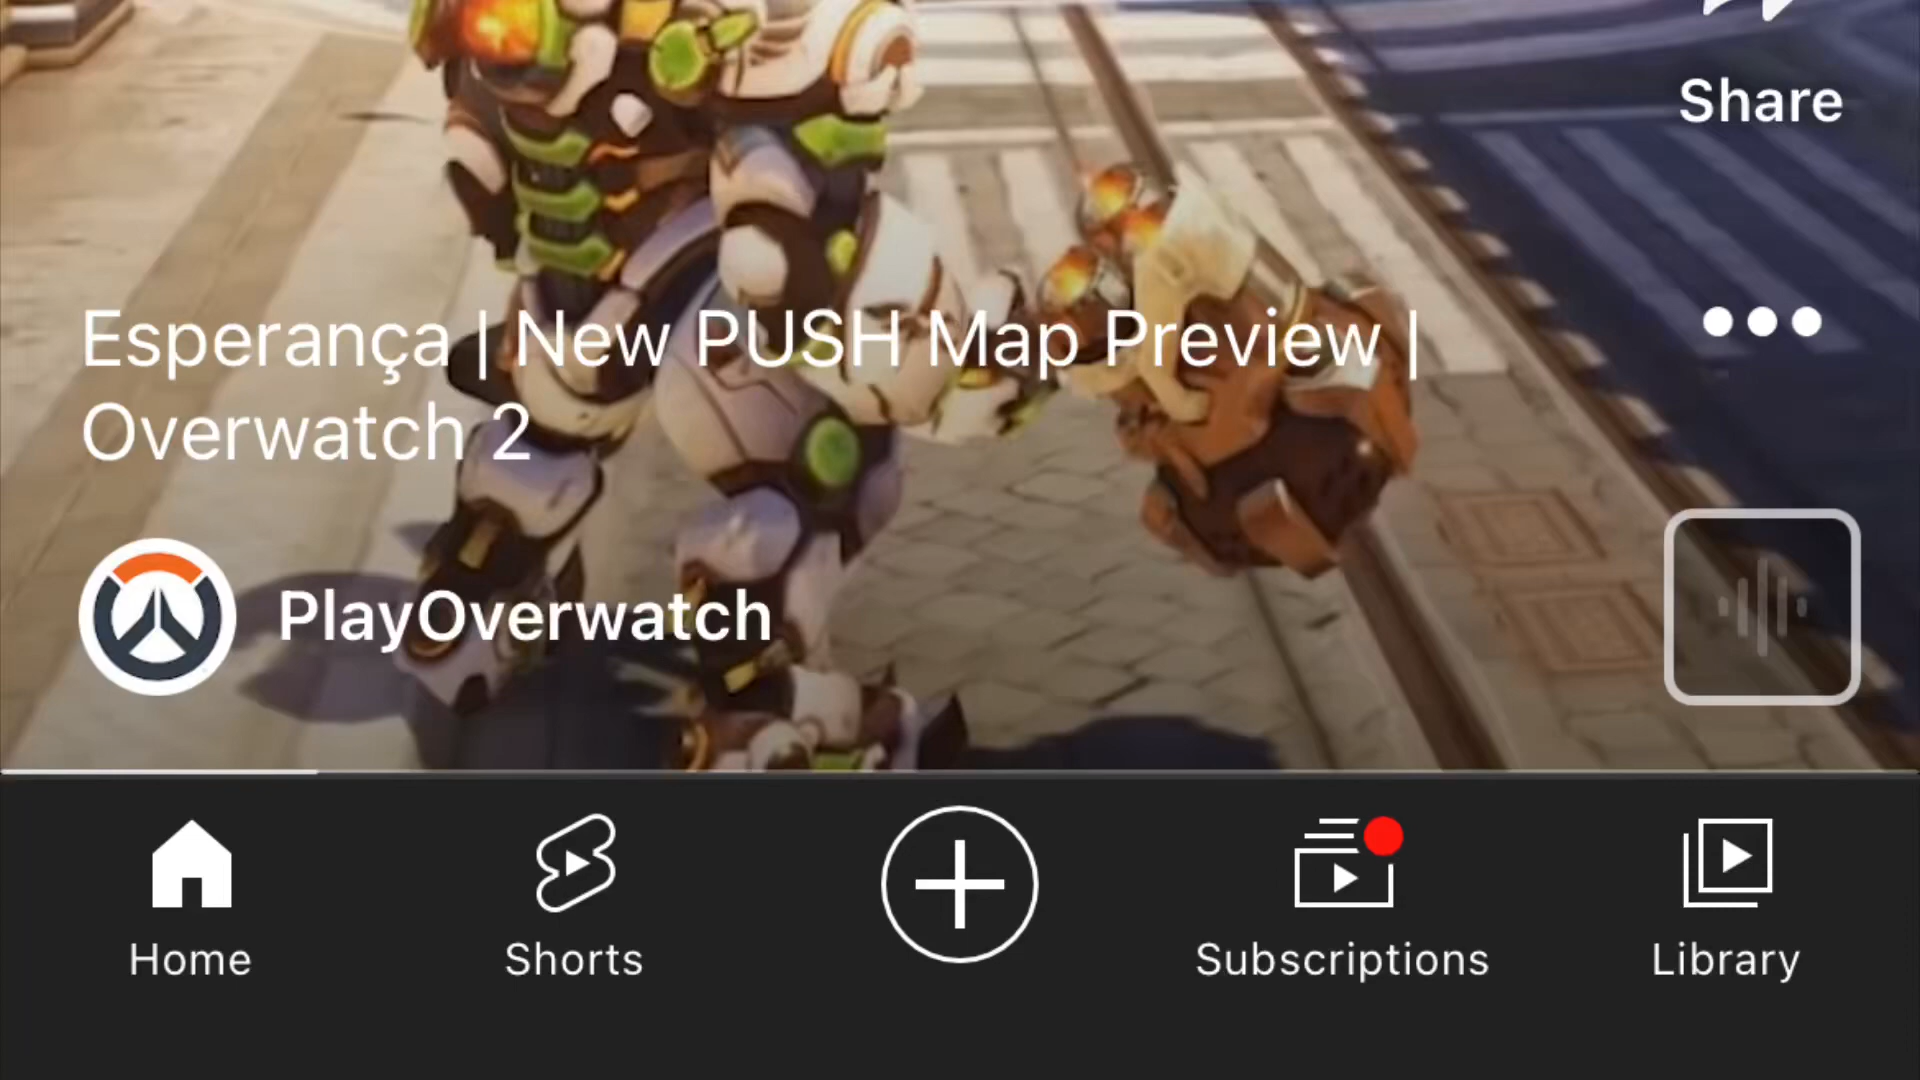 Share
Esperança | New PUSH Map Preview |
Overwatch 2
PlayOverwatch
Home
Shorts
Subscriptions
Library